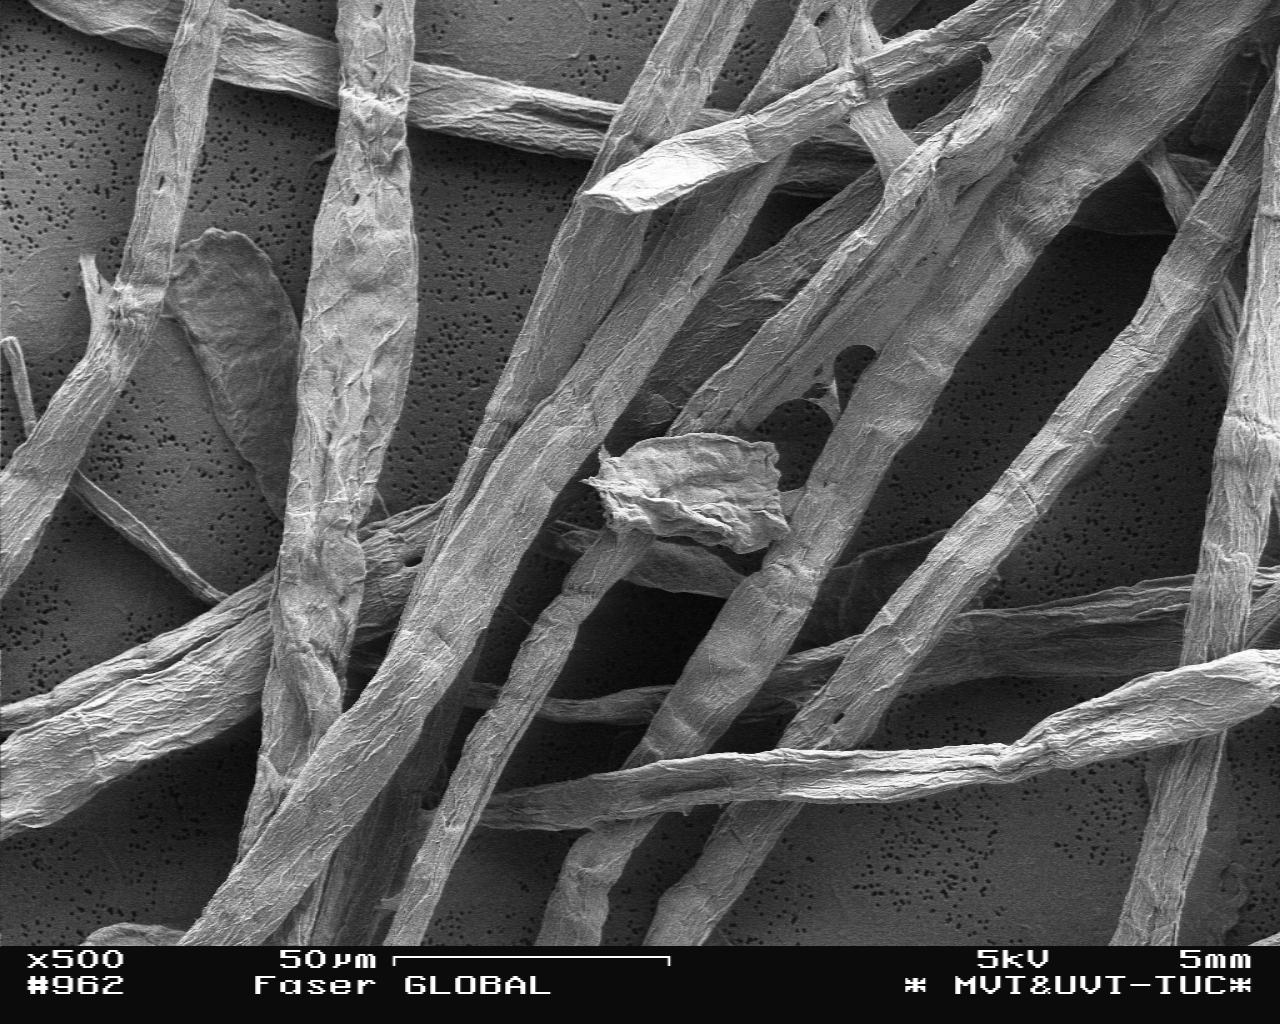 x500 50µm 5kV 5mm
#962 Faser GLOBAL * MVT&UVT-TUC*